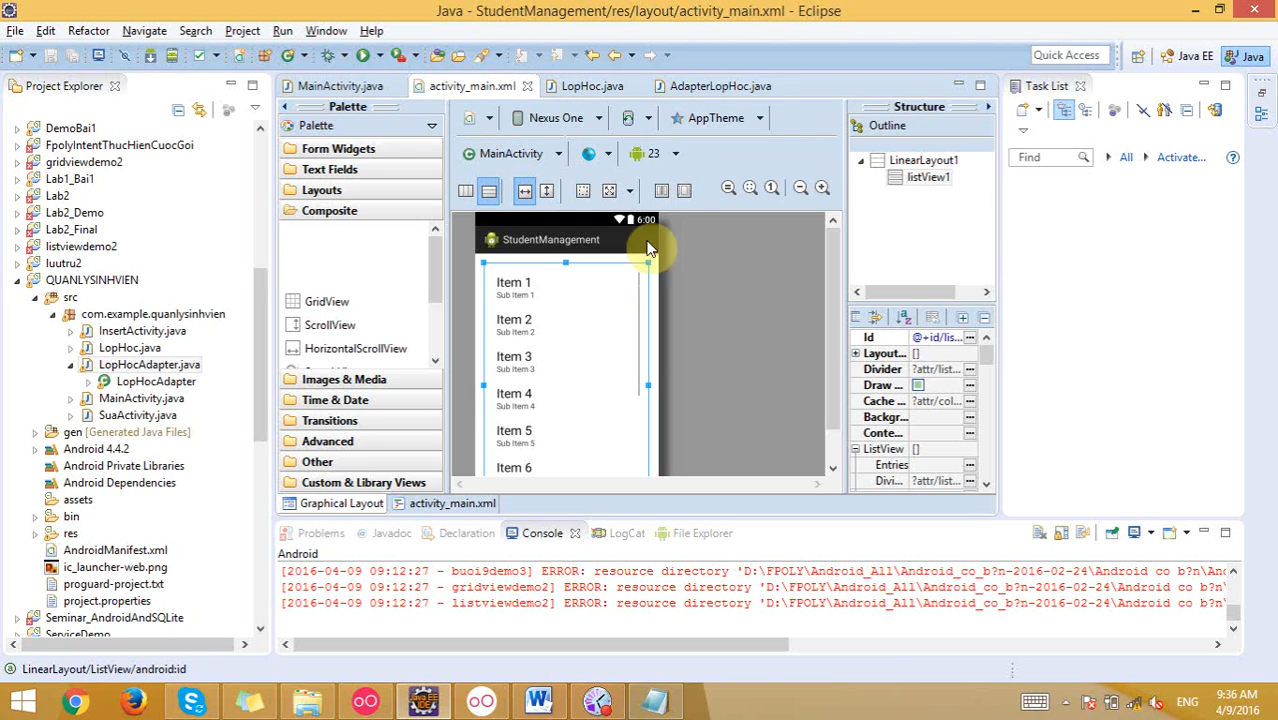 Java - StudentManagement/res/layout/activity_main.xml - Eclipse
File Edit Refactor Navigate Search Project Run Window Help
Quick Access
Java EE
Java
Project Explorer
DemoBai1
FpolyIntentThucHienCuocGoi
gridviewdemo2
Lab1_Bai1
Lab2
Lab2_Demo
Lab2_Final
listviewdemo2
luutru2
QUANLYSINHVIEN
src
com.example.quanlysinhvien
InsertActivity.java
LopHoc.java
LopHocAdapter.java
LopHocAdapter
MainActivity.java
SuaActivity.java
gen [Generated Java Files]
Android 4.4.2
Android Private Libraries
Android Dependencies
assets
bin
res
AndroidManifest.xml
ic_launcher-web.png
proguard-project.txt
project.properties
Seminar_AndroidAndSQLite
ServiceDemo
MainActivity.java
activity_main.xml
LopHoc.java
AdapterLopHoc.java
Palette
Palette
Form Widgets
Text Fields
Layouts
Composite
GridView
ScrollView
HorizontalScrollView
Images & Media
Time & Date
Transitions
Advanced
Other
Custom & Library Views
Graphical Layout
activity_main.xml
Nexus One
AppTheme
MainActivity
23
6:00
StudentManagement
Item 1
Sub Item 1
Item 2
Sub Item 2
Item 3
Sub Item 3
Item 4
Sub Item 4
Item 5
Sub Item 5
Item 6
Structure
Outline
LinearLayout1
listView1
Id @+id/lis...
Layout... []
Divider ?attr/list...
Draw ...
Cache ... ?attr/col...
Backgr...
Conte...
ListView []
Entries
Divi... ?attr/list...
Task List
Find
All
Activate...
Problems
Javadoc
Declaration
Console
LogCat
File Explorer
Android
[2016-04-09 09:12:27 - buoi9demo3] ERROR: resource directory 'D:\FPOLY\Android_All\Android_co_b?n-2016-02-24\Android co b?n\An
[2016-04-09 09:12:27 - gridviewdemo2] ERROR: resource directory 'D:\FPOLY\Android_All\Android_co_b?n-2016-02-24\Android co b?n
[2016-04-09 09:12:27 - listviewdemo2] ERROR: resource directory 'D:\FPOLY\Android_All\Android_co_b?n-2016-02-24\Android co b?n
LinearLayout/ListView/android:id
ENG
9:36 AM
4/9/2016